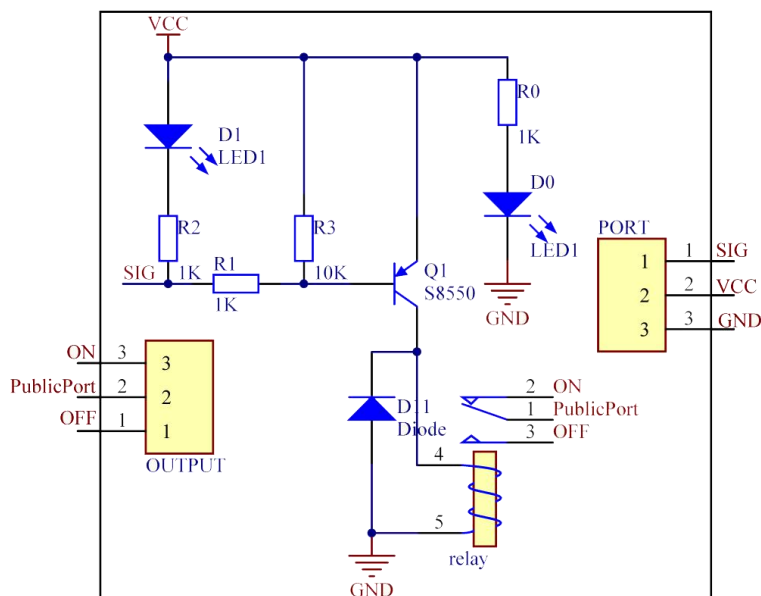 VCC
R0
1K
D1
LED1
D0
LED1
R2
1K
R3
10K
SIG
R1
1K
Q1
S8550
GND
PORT
1 1 SIG
2 2 VCC
3 3 GND
ON 3 3
PublicPort 2 2
OFF 1 1
OUTPUT
D11
Diode
2 ON
1 PublicPort
3 OFF
4
5
relay
GND